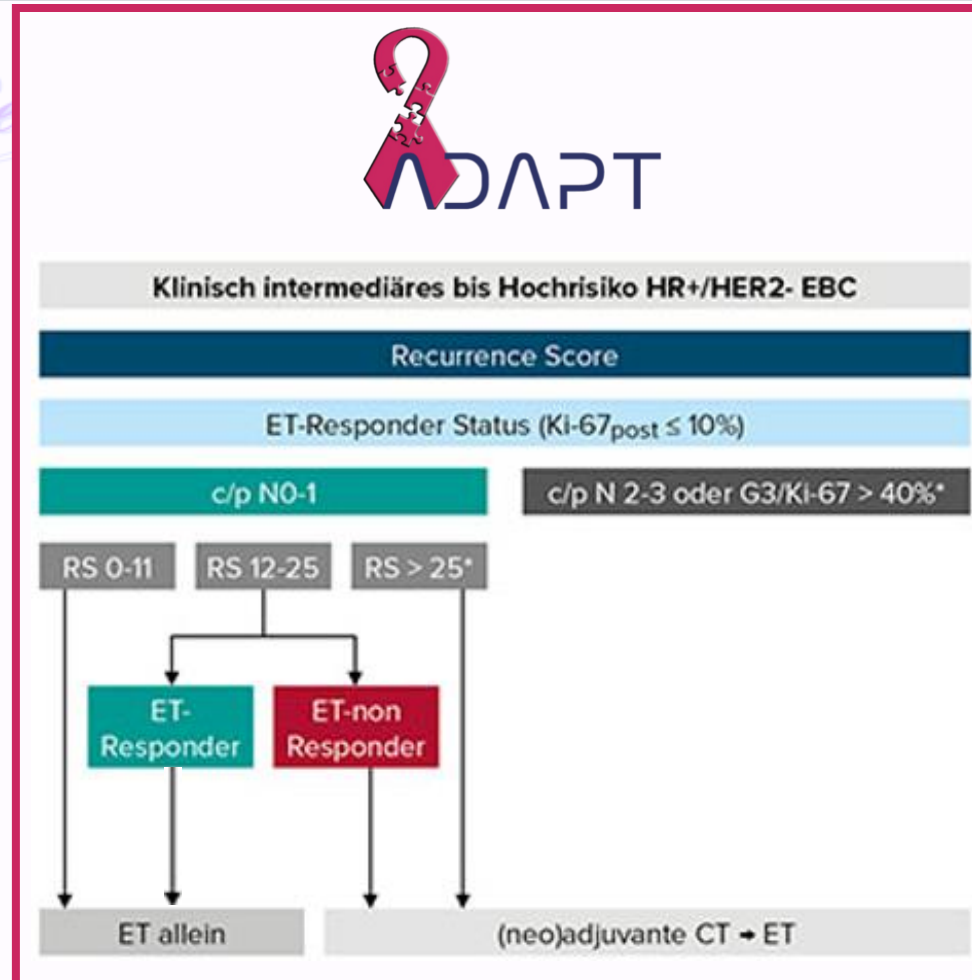 ADAPT
Klinisch intermediäres bis Hochrisiko HR+/HER2- EBC
Recurrence Score
ET-Responder Status (Ki-67post ≤ 10%)
c/p N0-1
c/p N 2-3 oder G3/Ki-67 > 40%*
RS 0-11
RS 12-25
RS > 25*
ET-
Responder
ET-non
Responder
ET allein
(neo)adjuvante CT → ET